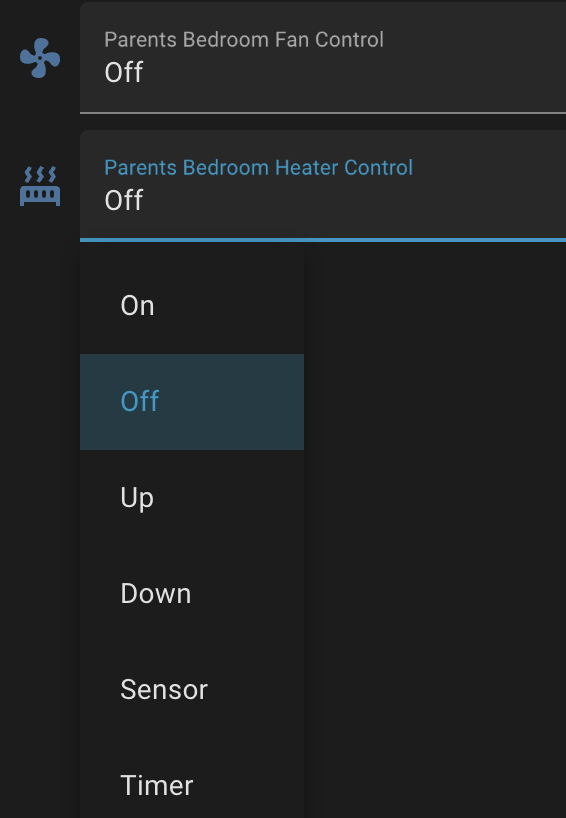 Parents Bedroom Fan Control
Off
Parents Bedroom Heater Control
Off
On
Off
Up
Down
Sensor
Timer